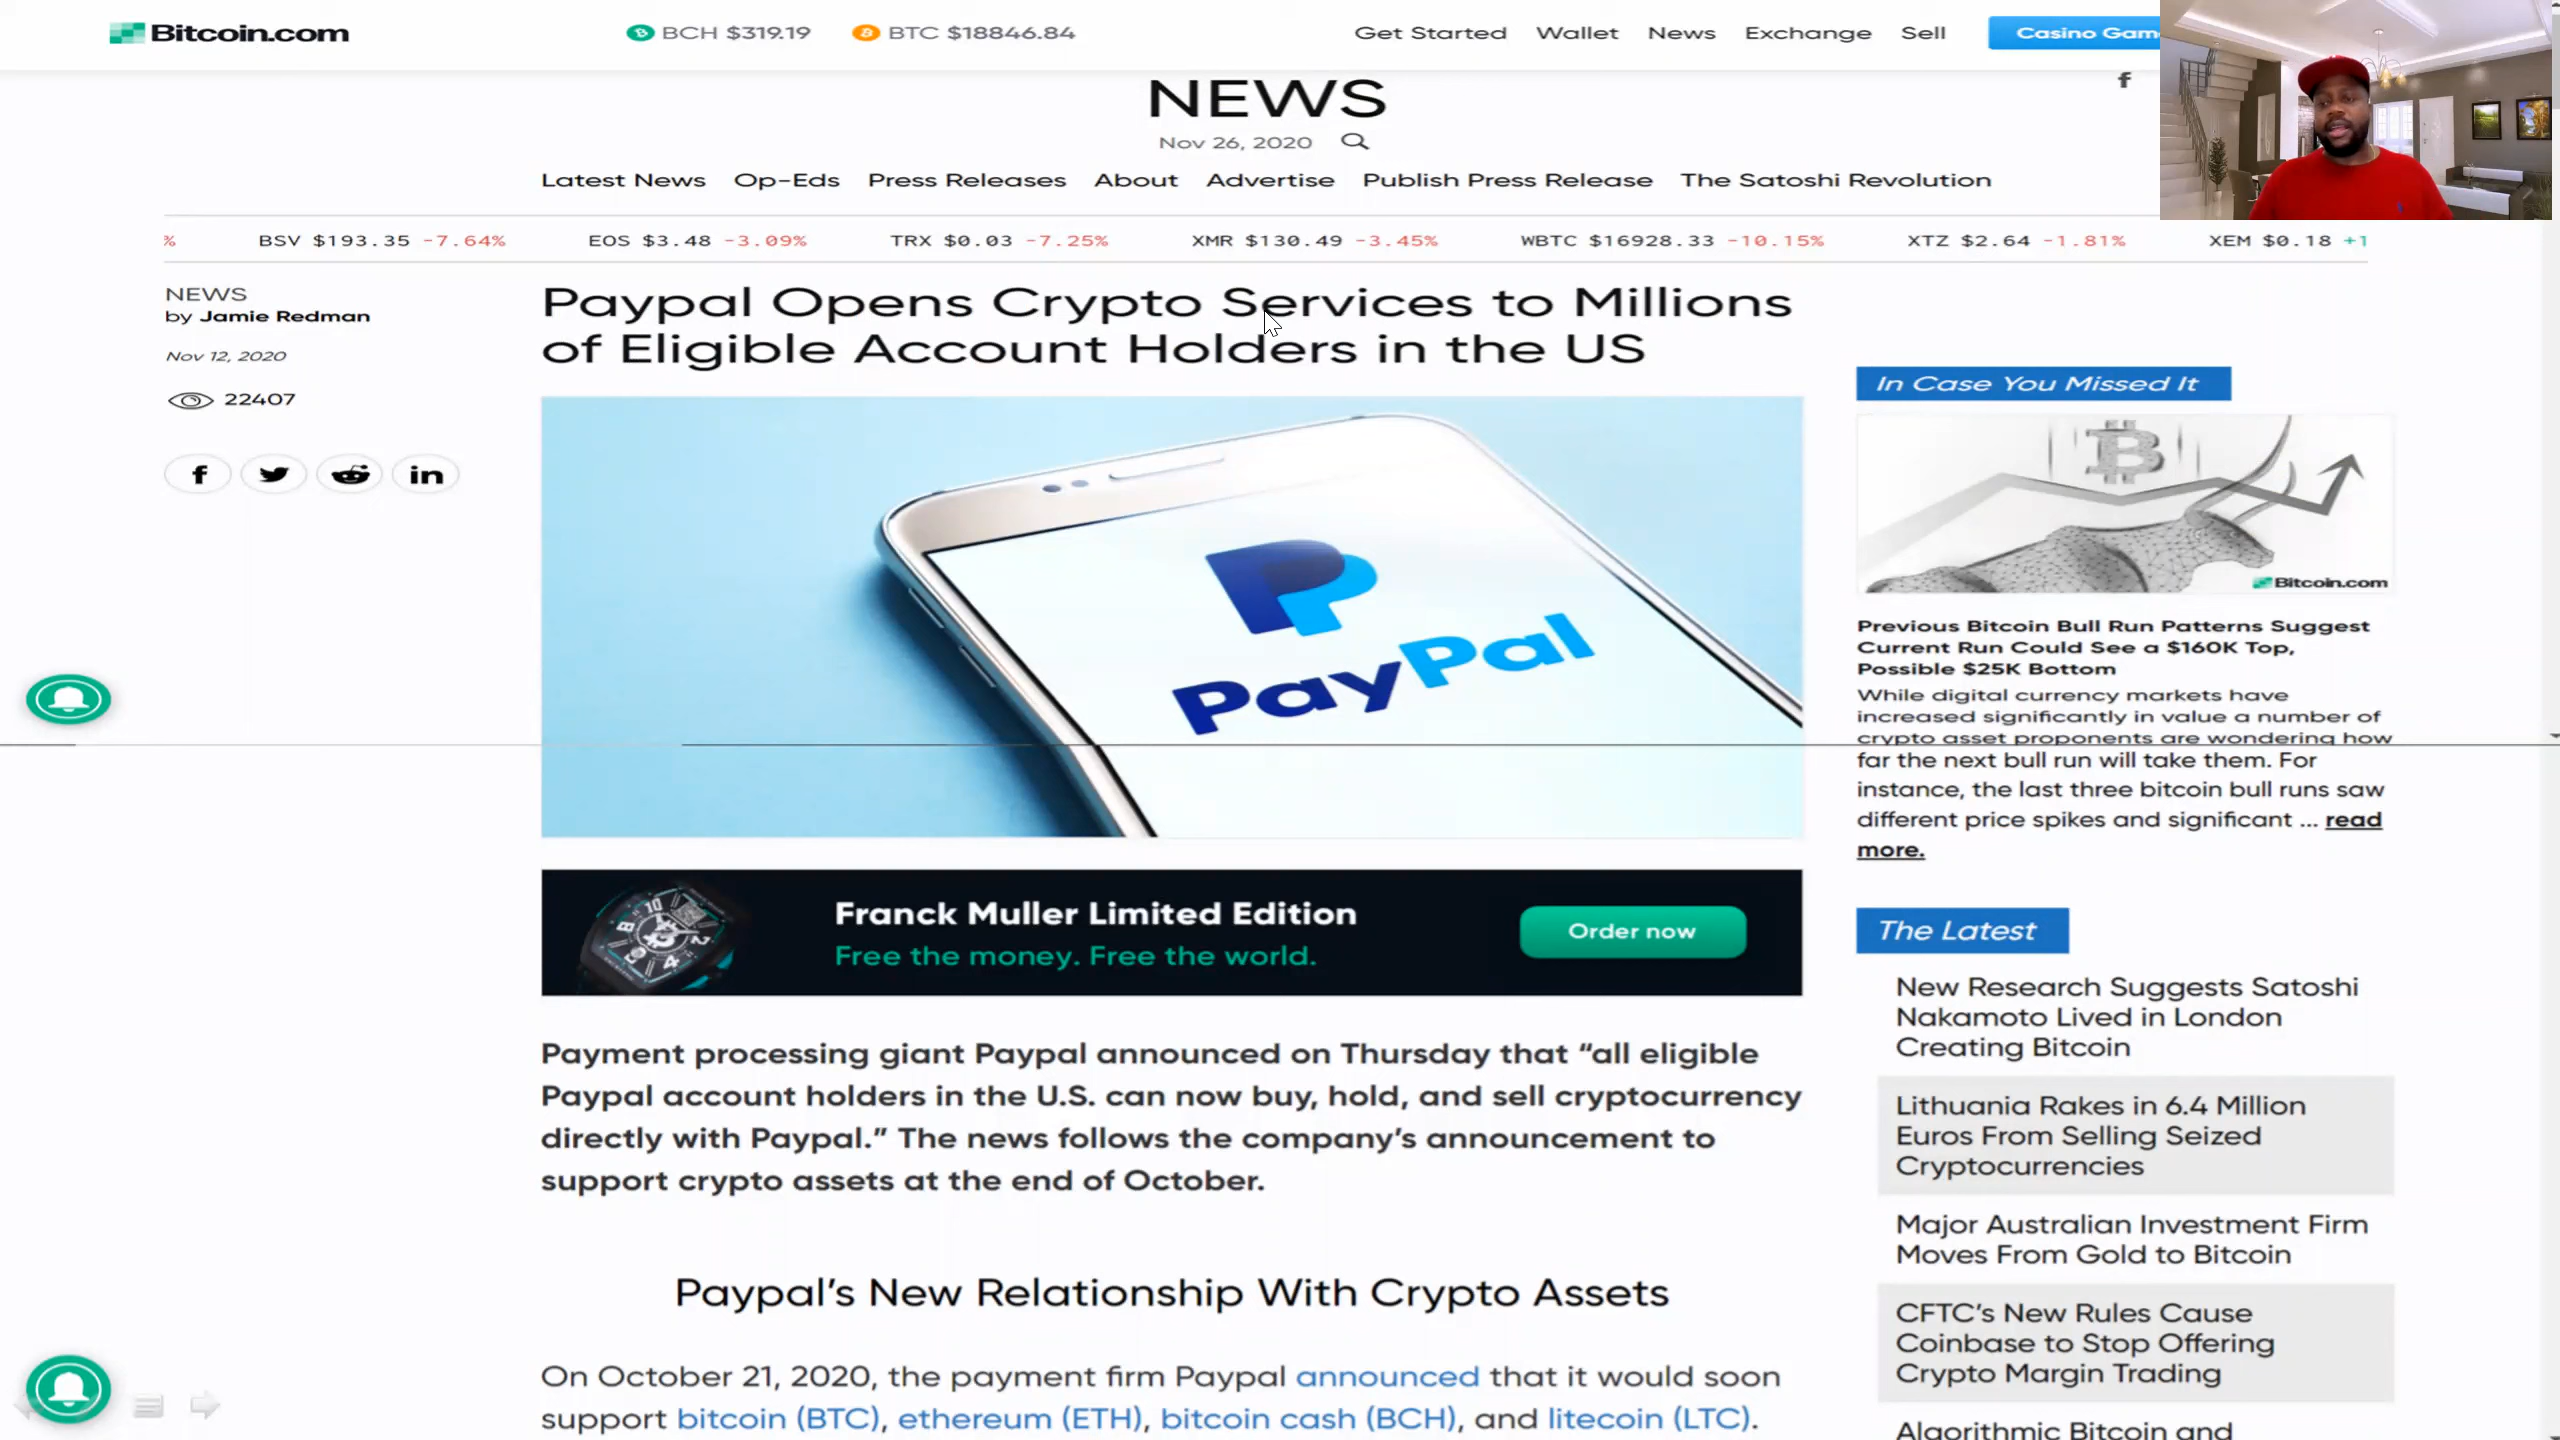 Bitcoin.com
BCH $319.19 BTC $18846.84
Get Started Wallet News Exchange Sell
NEWS
Nov 26, 2020
Latest News Op-Eds Press Releases About Advertise Publish Press Release The Satoshi Revolution
% BSV $193.35 -7.64% EOS $3.48 -3.09% TRX $0.03 -7.25% XMR $130.49 -3.45% WBTC $16928.33 -10.15% XTZ $2.64 -1.81% XEM $0.18 +1
NEWS
by Jamie Redman
Nov 12, 2020
22407
Paypal Opens Crypto Services to Millions
of Eligible Account Holders in the US
PayPal
Franck Muller Limited Edition
Free the money. Free the world.
Order now
Payment processing giant Paypal announced on Thursday that “all eligible
Paypal account holders in the U.S. can now buy, hold, and sell cryptocurrency
directly with Paypal.” The news follows the company’s announcement to
support crypto assets at the end of October.
Paypal’s New Relationship With Crypto Assets
On October 21, 2020, the payment firm Paypal announced that it would soon
support bitcoin (BTC), ethereum (ETH), bitcoin cash (BCH), and litecoin (LTC).
In Case You Missed It
Bitcoin.com
Previous Bitcoin Bull Run Patterns Suggest
Current Run Could See a $160K Top,
Possible $25K Bottom
While digital currency markets have
increased significantly in value a number of
crypto asset proponents are wondering how
far the next bull run will take them. For
instance, the last three bitcoin bull runs saw
different price spikes and significant ... read
more.
The Latest
New Research Suggests Satoshi
Nakamoto Lived in London
Creating Bitcoin
Lithuania Rakes in 6.4 Million
Euros From Selling Seized
Cryptocurrencies
Major Australian Investment Firm
Moves From Gold to Bitcoin
CFTC’s New Rules Cause
Coinbase to Stop Offering
Crypto Margin Trading
Algorithmic Bitcoin and